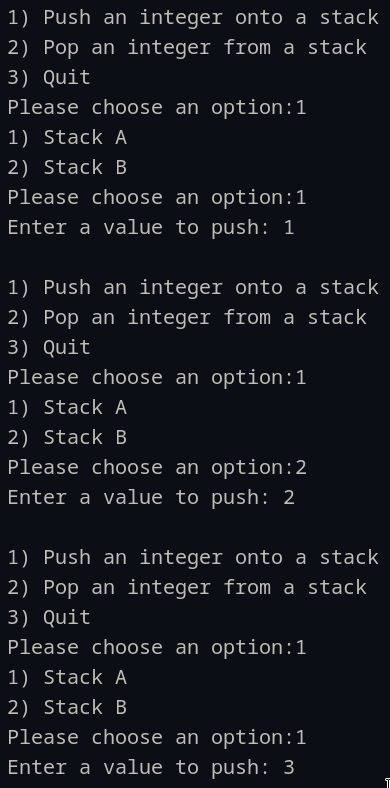 1) Push an integer onto a stack
2) Pop an integer from a stack
3) Quit
Please choose an option:1
1) Stack A
2) Stack B
Please choose an option:1
Enter a value to push: 1

1) Push an integer onto a stack
2) Pop an integer from a stack
3) Quit
Please choose an option:1
1) Stack A
2) Stack B
Please choose an option:2
Enter a value to push: 2

1) Push an integer onto a stack
2) Pop an integer from a stack
3) Quit
Please choose an option:1
1) Stack A
2) Stack B
Please choose an option:1
Enter a value to push: 3